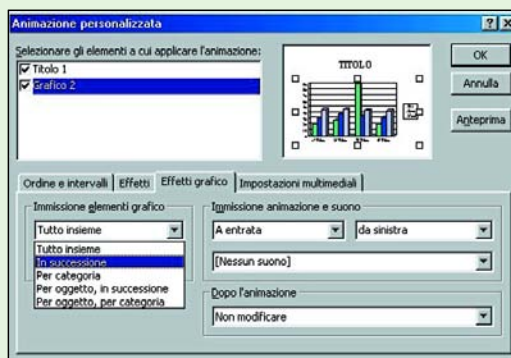 Animazione personalizzata
Selezionare gli elementi a cui applicare l'animazione:
Titolo 1
Grafico 2
TITOLO
OK
Annulla
Anteprima
Ordine e intervalli
Effetti
Effetti grafico
Impostazioni multimediali
Immissione elementi grafico
Tutto insieme
Tutto insieme
In successione
Per categoria
Per oggetto, in successione
Per oggetto, per categoria
Immissione animazione e suono
A entrata
da sinistra
[Nessun suono]
Dopo l'animazione
Non modificare